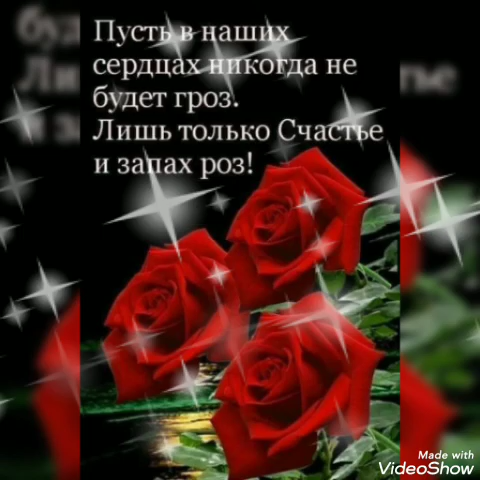 Пусть в наших
сердцах никогда не
будет гроз.
Лишь только Счастье
и запах роз!
Made with
VideoShow